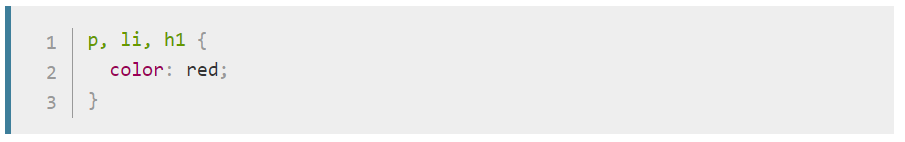 1 p, li, h1 {
2   color: red;
3 }